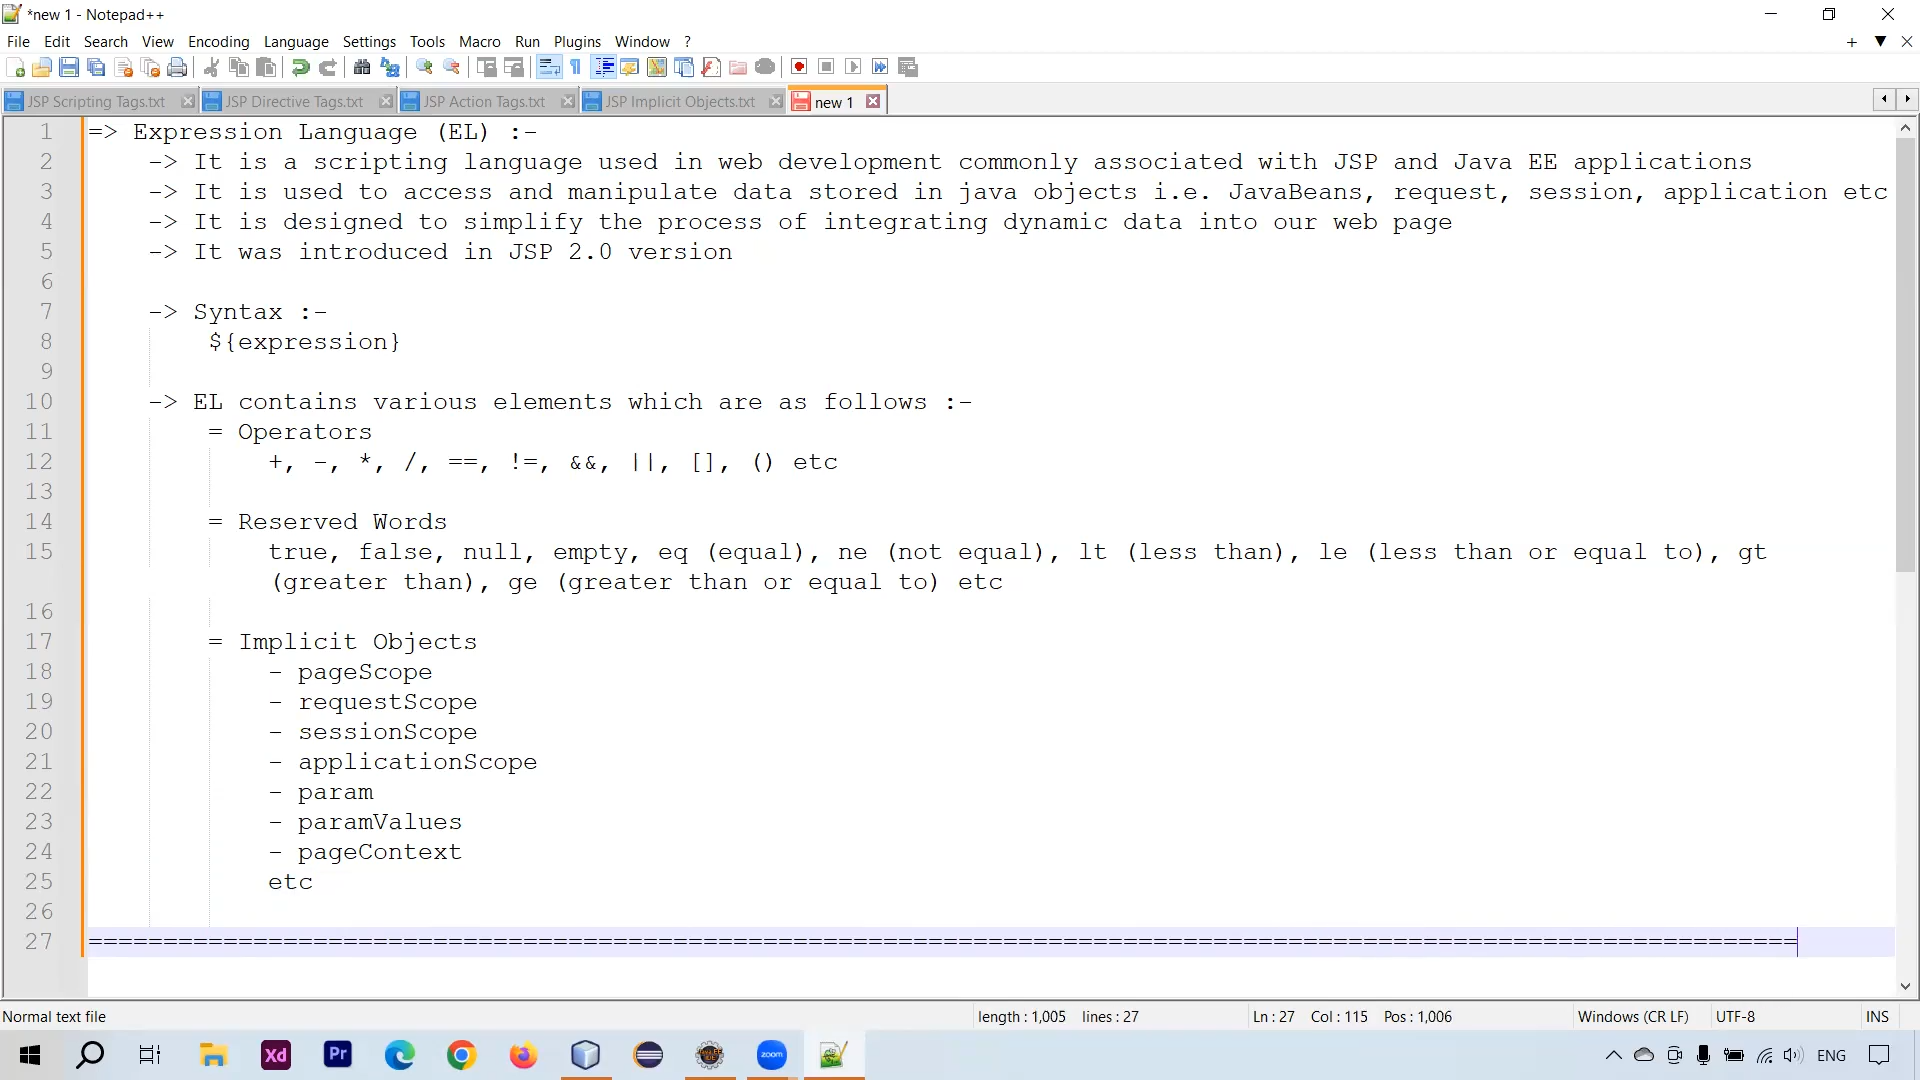 *new 1 - Notepad++
File Edit Search View Encoding Language Settings Tools Macro Run Plugins Window ?
JSP Scripting Tags.txt JSP Directive Tags.txt JSP Action Tags.txt JSP Implicit Objects.txt new 1
1 => Expression Language (EL) :-
2 -> It is a scripting language used in web development commonly associated with JSP and Java EE applications
3 -> It is used to access and manipulate data stored in java objects i.e. JavaBeans, request, session, application etc
4 -> It is designed to simplify the process of integrating dynamic data into our web page
5 -> It was introduced in JSP 2.0 version
6
7 -> Syntax :-
8 ${expression}
9
10 -> EL contains various elements which are as follows :-
11 = Operators
12 +, -, *, /, ==, !=, &&, ||, [], () etc
13
14 = Reserved Words
15 true, false, null, empty, eq (equal), ne (not equal), lt (less than), le (less than or equal to), gt
(greater than), ge (greater than or equal to) etc
16
17 = Implicit Objects
18 - pageScope
19 - requestScope
20 - sessionScope
21 - applicationScope
22 - param
23 - paramValues
24 - pageContext
25 etc
26
27 ==================================================================================================================
Normal text file length : 1,005 lines : 27 Ln : 27 Col : 115 Pos : 1,006 Windows (CR LF) UTF-8 INS
Xd Pr zoom ENG